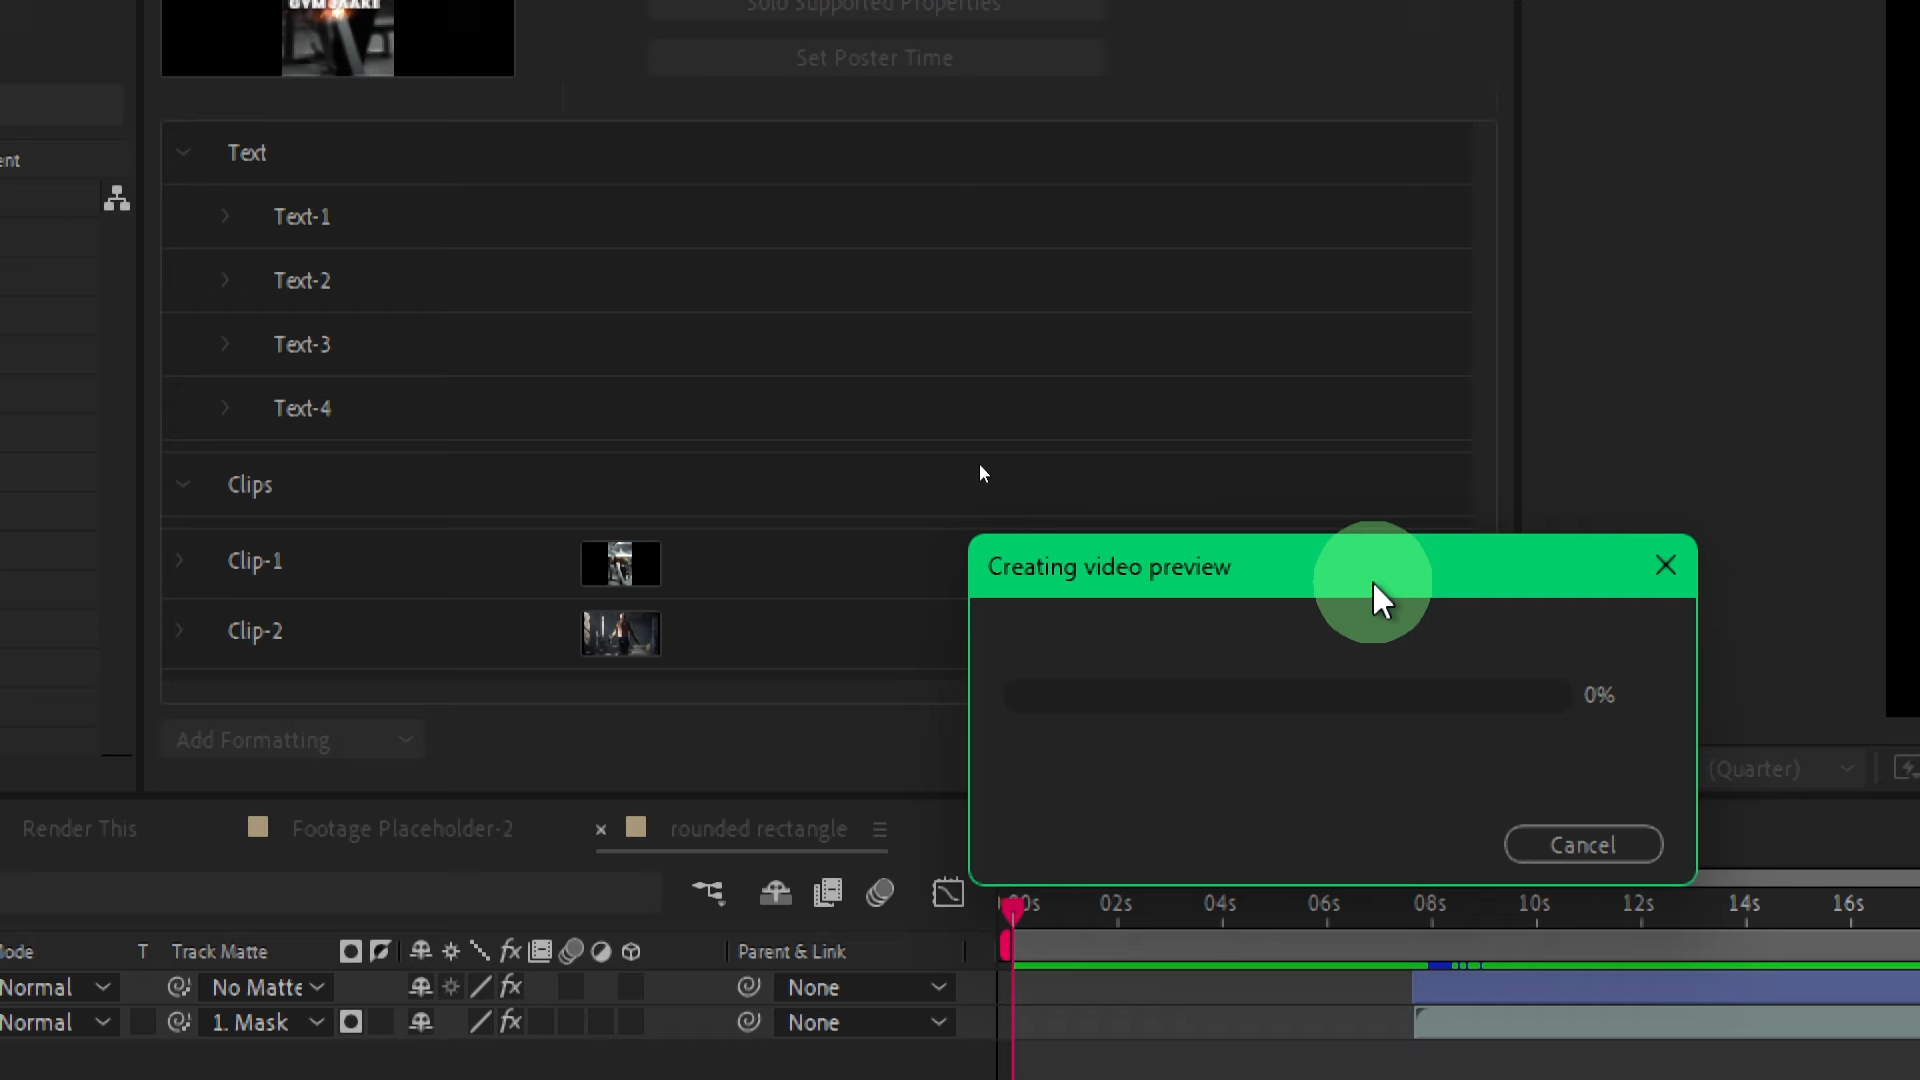 Solo Supported Properties
Set Poster Time
ent
Text
Text-1
Text-2
Text-3
Text-4
Clips
Clip-1
Clip-2
Creating video preview
0%
Cancel
Add Formatting
(Quarter)
Render This
Footage Placeholder-2
rounded rectangle
00s 02s 04s 06s 08s 10s 12s 14s 16s
ode T Track Matte fx Parent & Link
Normal No Matte fx None
Normal 1. Mask fx None